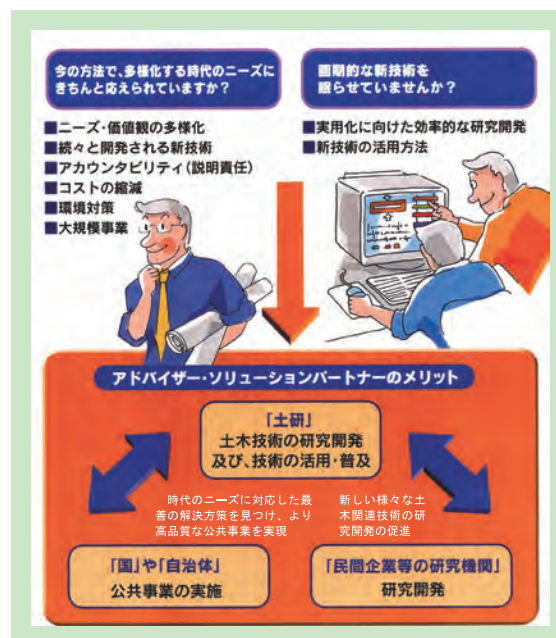 今の方法で、多様化する時代のニーズに
きちんと応えられていますか？
■ニーズ・価値観の多様化
■続々と開発される新技術
■アカウンタビリティ（説明責任）
■コストの縮減
■環境対策
■大規模事業
画期的な新技術を
眠らせていませんか？
■実用化に向けた効率的な研究開発
■新技術の活用方法
アドバイザー・ソリューションパートナーのメリット
「土研」
土木技術の研究開発
及び、技術の活用・普及
時代のニーズに対応した最
善の解決方策を見つけ、より
高品質な公共事業を実現
新しい様々な土
木関連技術の研
究開発の促進
「国」や「自治体」
公共事業の実施
「民間企業等の研究機関」
研究開発